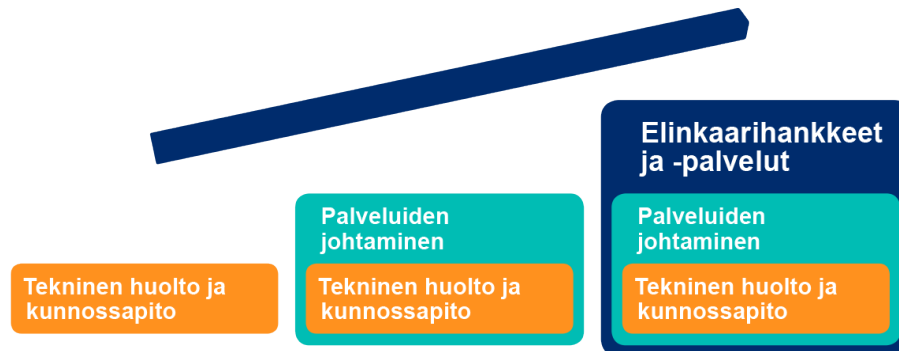 Tekninen huolto ja
kunnossapito
Palveluiden
johtaminen
Tekninen huolto ja
kunnossapito
Elinkaarihankkeet
ja -palvelut
Palveluiden
johtaminen
Tekninen huolto ja
kunnossapito